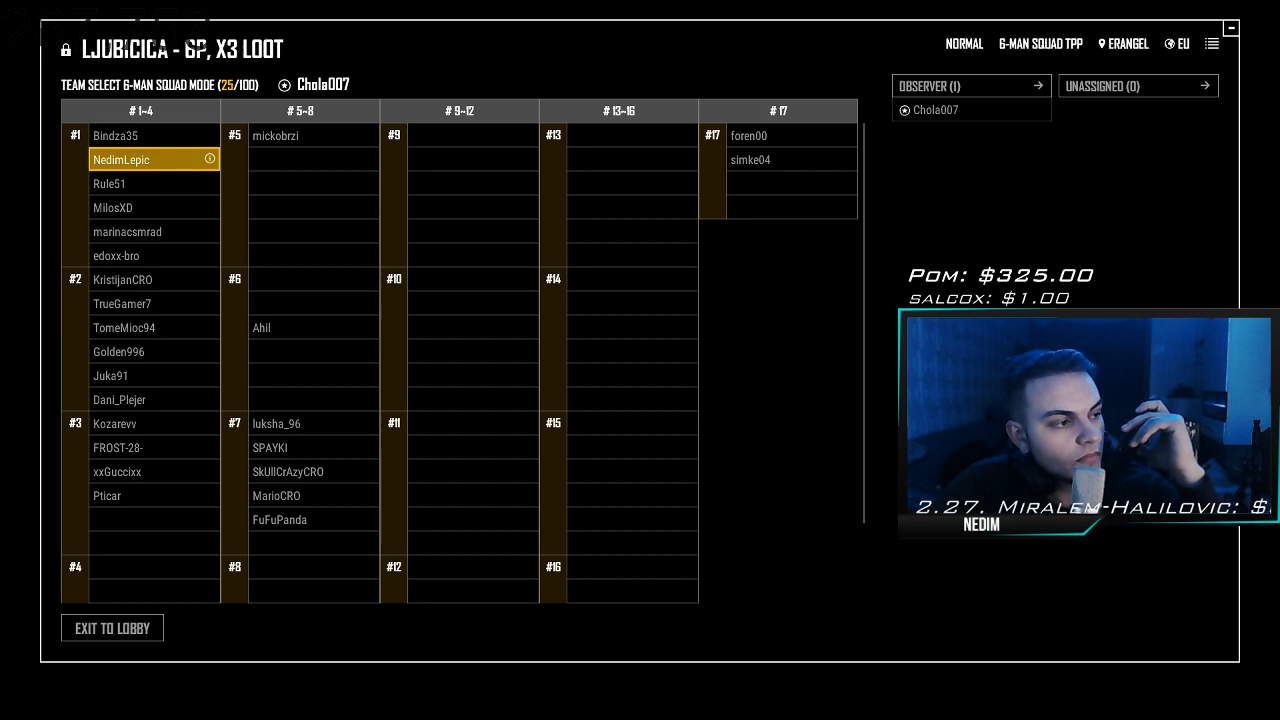 LJUBICICA - 6P, X3 LOOT
NORMAL 6-MAN SQUAD TPP ERANGEL EU
TEAM SELECT 6-MAN SQUAD MODE (25/100) Chola007
OBSERVER (1) UNASSIGNED (0)
Chola007
# 1~4 # 5~8 # 9~12 # 13~16 # 17
#1 Bindza35 #5 mickobrzi #9 #13 #17 foren00
NedimLepic simke04
Rule51
MilosXD
marinacsmrad
edoxx-bro
#2 KristijanCRO #6 #10 #14
TrueGamer7
TomeMioc94 Ahil
Golden996
Juka91
Dani_Plejer
#3 Kozarevv #7 luksha_96 #11 #15
FROST-28- SPAYKI
xxGuccixx SkUllCrAzyCRO
Pticar MarioCRO
FuFuPanda
#4 #8 #12 #16
EXIT TO LOBBY
POM: $325.00
SALCOX: $1.00
2.27. MIRALEM-HALILOVIC: $
NEDIM